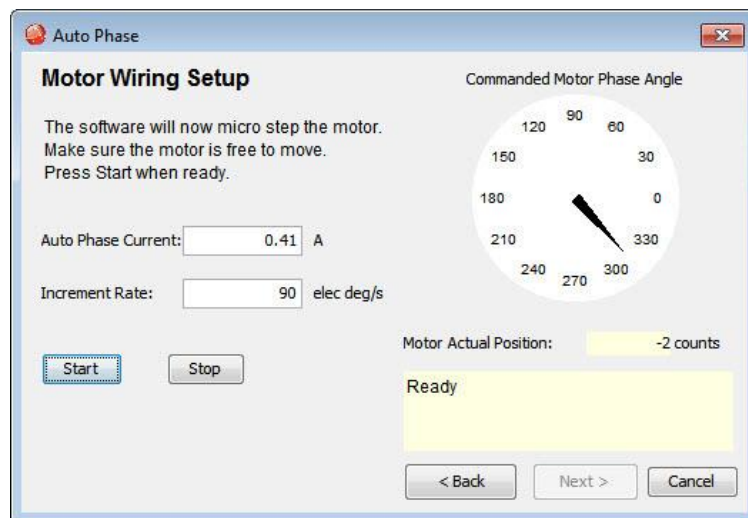 Auto Phase
Motor Wiring Setup
The software will now micro step the motor.
Make sure the motor is free to move.
Press Start when ready.
Auto Phase Current: 0.41 A
Increment Rate: 90 elec deg/s
Start Stop
Commanded Motor Phase Angle
90
120 60
150 30
180 0
210 330
240 300
270
Motor Actual Position: -2 counts
Ready
< Back Next > Cancel